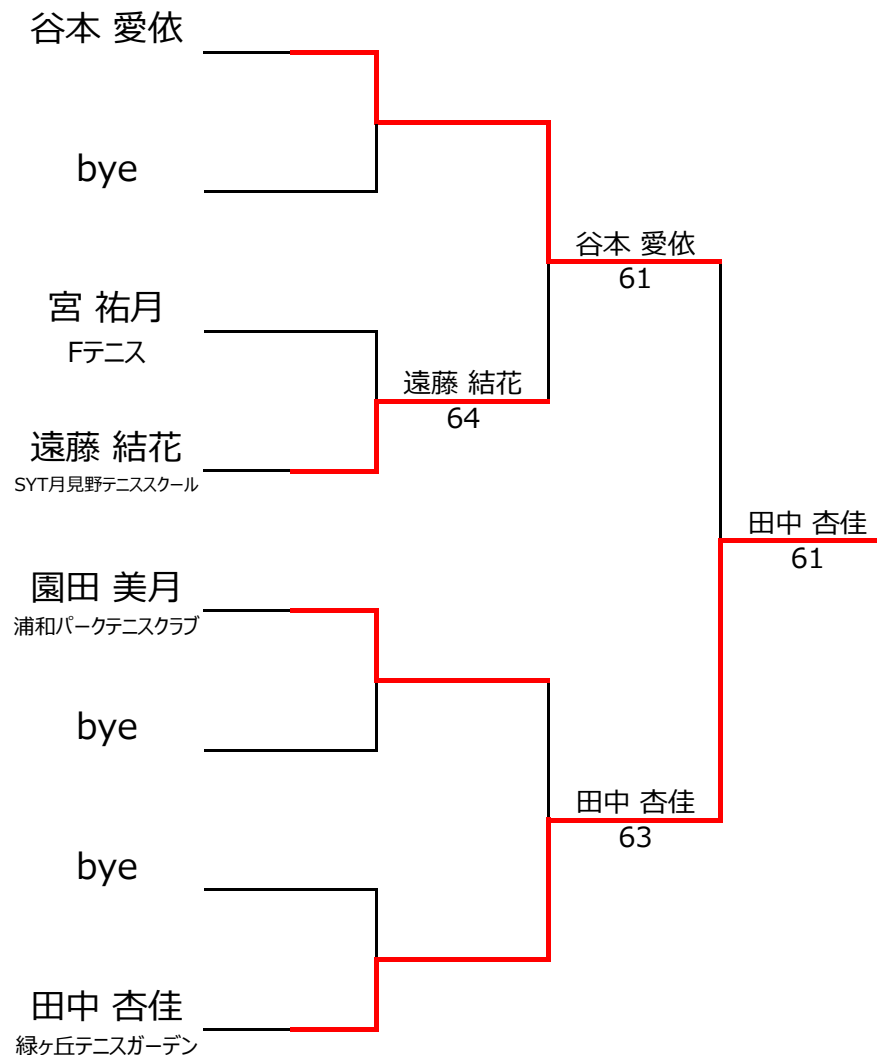 谷本 愛依
bye
宮 祐月
Fテニス
遠藤 結花
SYT月見野テニススクール
園田 美月
浦和パークテニスクラブ
bye
bye
田中 杏佳
緑ヶ丘テニスガーデン
遠藤 結花
64
谷本 愛依
61
田中 杏佳
63
田中 杏佳
61